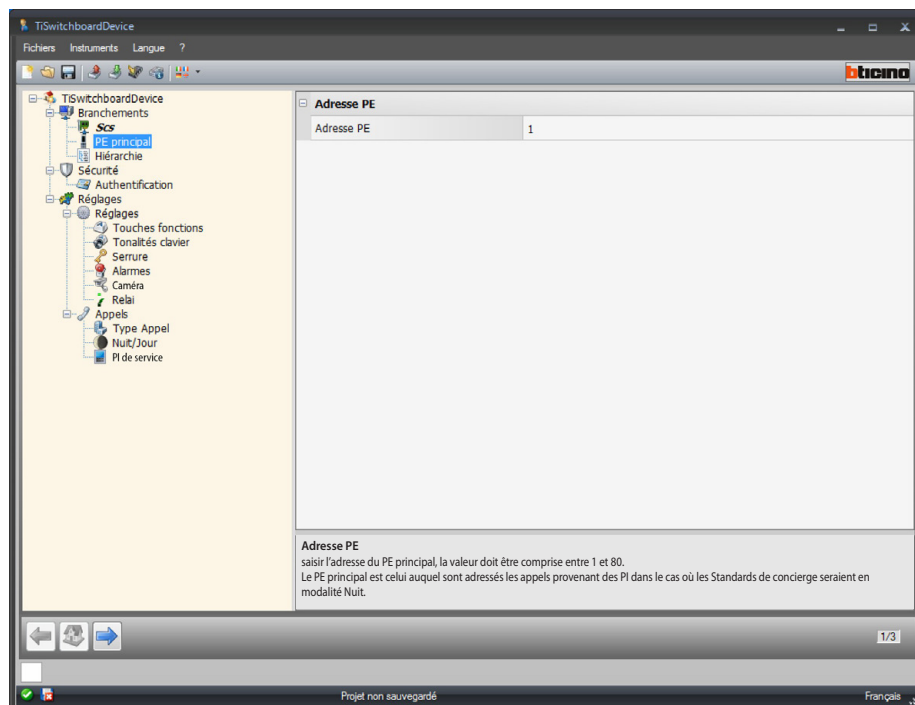 TiSwitchboardDevice
Fichiers Instruments Langue ?
bticino
TiSwitchboardDevice
Branchements
Scs
PE principal
Hiérarchie
Sécurité
Authentification
Réglages
Réglages
Touches fonctions
Tonalités clavier
Serrure
Alarmes
Caméra
Relai
Appels
Type Appel
Nuit/Jour
PI de service
Adresse PE
Adresse PE 1
Adresse PE
saisir l'adresse du PE principal, la valeur doit être comprise entre 1 et 80.
Le PE principal est celui auquel sont adressés les appels provenant des PI dans le cas où les Standards de concierge seraient en
modalité Nuit.
1/3
Projet non sauvegardé Français